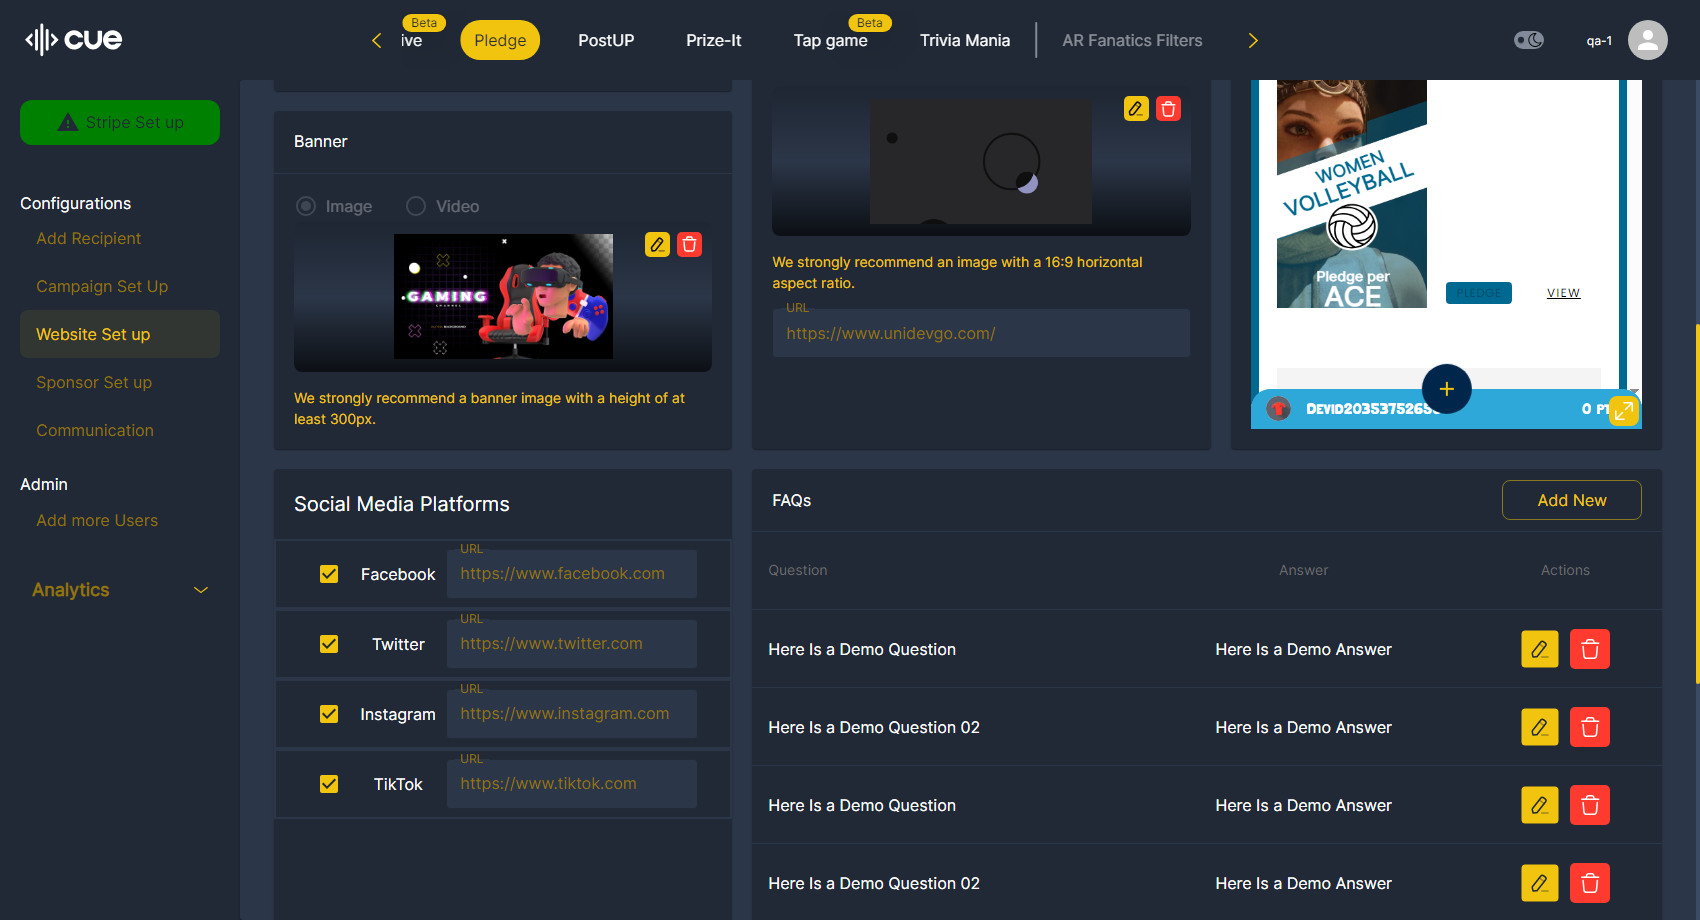 cue
ive
Beta
Pledge
PostUP
Prize-It
Tap game
Beta
Trivia Mania
AR Fanatics Filters
qa-1
Stripe Set up
Configurations
Add Recipient
Campaign Set Up
Website Set up
Sponsor Set up
Communication
Admin
Add more Users
Analytics
Banner
Image
Video
GAMING
We strongly recommend a banner image with a height of at
least 300px.
We strongly recommend an image with a 16:9 horizontal
aspect ratio.
URL
https://www.unidevgo.com/
WOMEN
VOLLEYBALL
Pledge per
ACE
PLEDGE
VIEW
+
Devid2035375265
0 PT
Social Media Platforms
Facebook
URL
https://www.facebook.com
Twitter
URL
https://www.twitter.com
Instagram
URL
https://www.instagram.com
TikTok
URL
https://www.tiktok.com
FAQs
Add New
Question
Answer
Actions
Here Is a Demo Question
Here Is a Demo Answer
Here Is a Demo Question 02
Here Is a Demo Answer
Here Is a Demo Question
Here Is a Demo Answer
Here Is a Demo Question 02
Here Is a Demo Answer